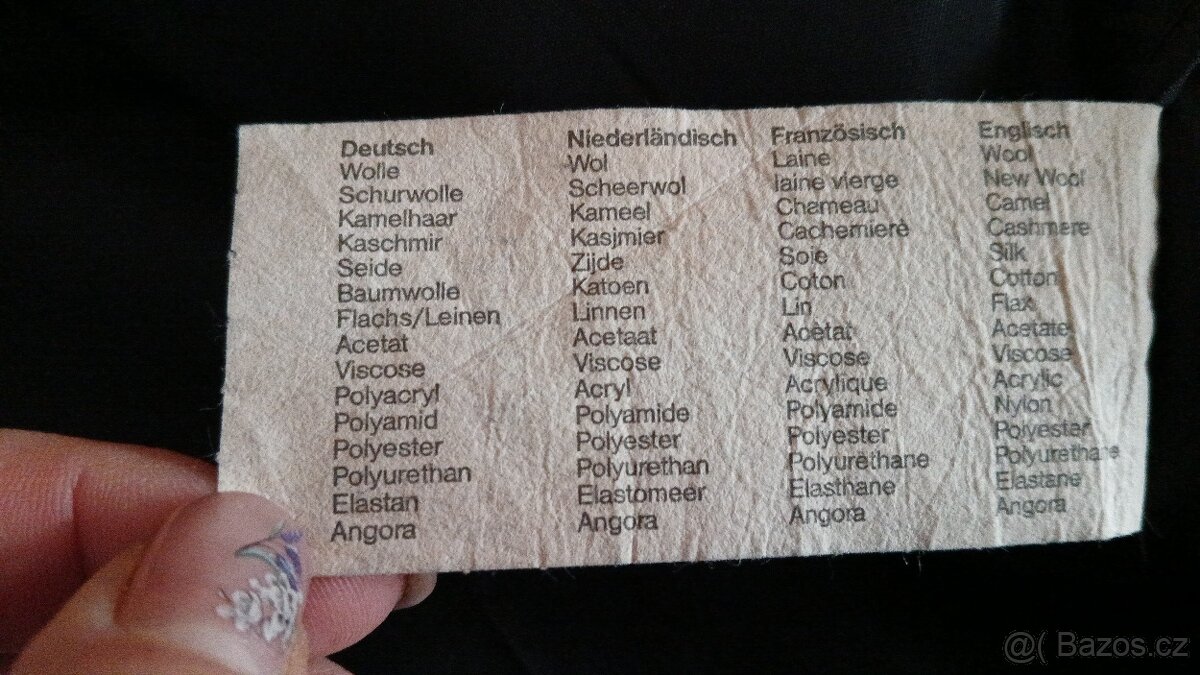 Deutsch Niederländisch Französisch Englisch
Wolle Wol Laine Wool
Schurwolle Scheerwol laine vierge New Wool
Kamelhaar Kameel Chameau Camel
Kaschmir Kasjmier Cachemierè Cashmere
Seide Zijde Soie Silk
Baumwolle Katoen Coton Cotton
Flachs/Leinen Linnen Lin Flax
Acetat Acetaat Acètat Acetate
Viscose Viscose Viscose Viscose
Polyacryl Acryl Acrylique Acrylic
Polyamid Polyamide Polyamide Nylon
Polyester Polyester Polyester Polyester
Polyurethan Polyurethan Polyurèthane Polyurethane
Elastan Elastomeer Elasthane Elastane
Angora Angora Angora Angora
@( Bazos.cz